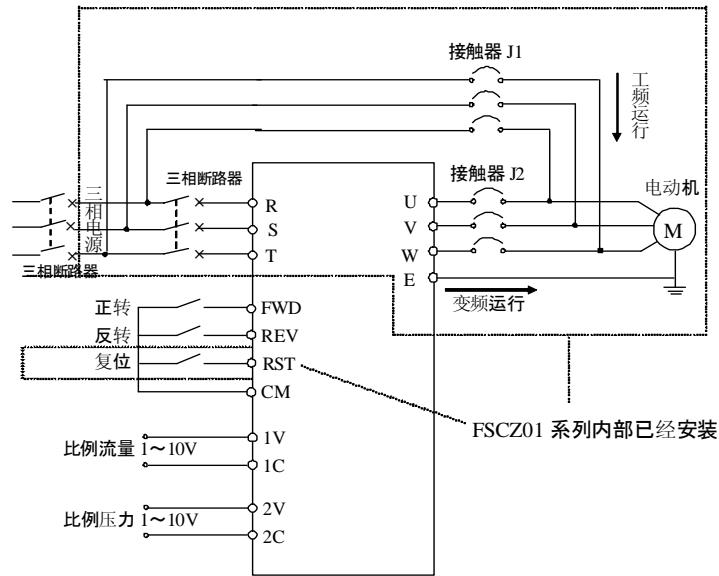 接触器 J1
工频运行
三相断路器
接触器 J2
电动机
三相电源
R
S
T
U
V
W
E
M
三相断路器
变频运行
正转
FWD
反转
REV
复位
RST
CM
FSCZ01 系列内部已经安装
1V
比例流量 1～10V
1C
2V
比例压力 1～10V
2C